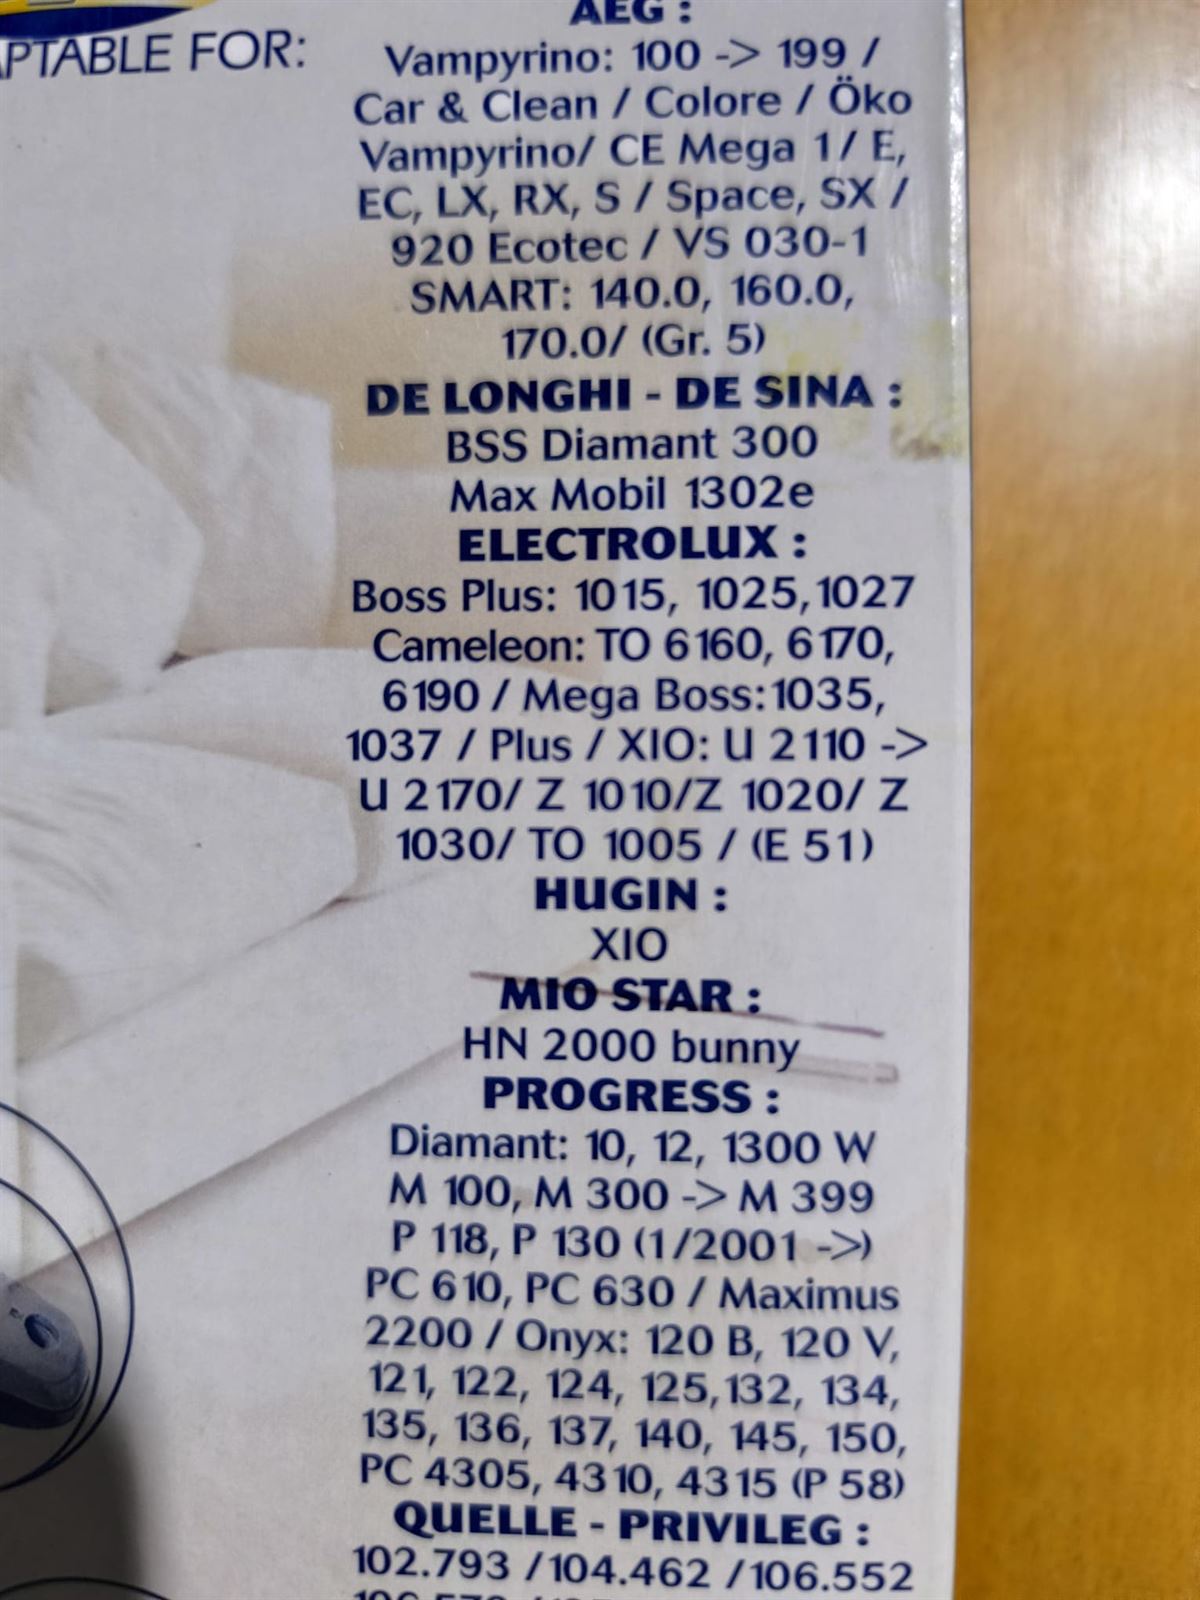 AEG :
PTABLE FOR:
Vampyrino: 100 -> 199 /
Car & Clean / Colore / Öko
Vampyrino/ CE Mega 1/ E,
EC, LX, RX, S / Space, SX /
920 Ecotec / VS 030-1
SMART: 140.0, 160.0,
170.0/ (Gr. 5)
DE LONGHI - DE SINA :
BSS Diamant 300
Max Mobil 1302e
ELECTROLUX :
Boss Plus: 1015, 1025, 1027
Cameleon: TO 6160, 6170,
6190 / Mega Boss: 1035,
1037 / Plus / XIO: U 2110 ->
U 2170/ Z 1010/Z 1020/ Z
1030/ TO 1005 / (E 51)
HUGIN :
XIO
MIO STAR :
HN 2000 bunny
PROGRESS :
Diamant: 10, 12, 1300 W
M 100, M 300 -> M 399
P 118, P 130 (1/2001 ->)
PC 610, PC 630 / Maximus
2200 / Onyx: 120 B, 120 V,
121, 122, 124, 125, 132, 134,
135, 136, 137, 140, 145, 150,
PC 4305, 4310, 4315 (P 58)
QUELLE - PRIVILEG :
102.793 /104.462 /106.552